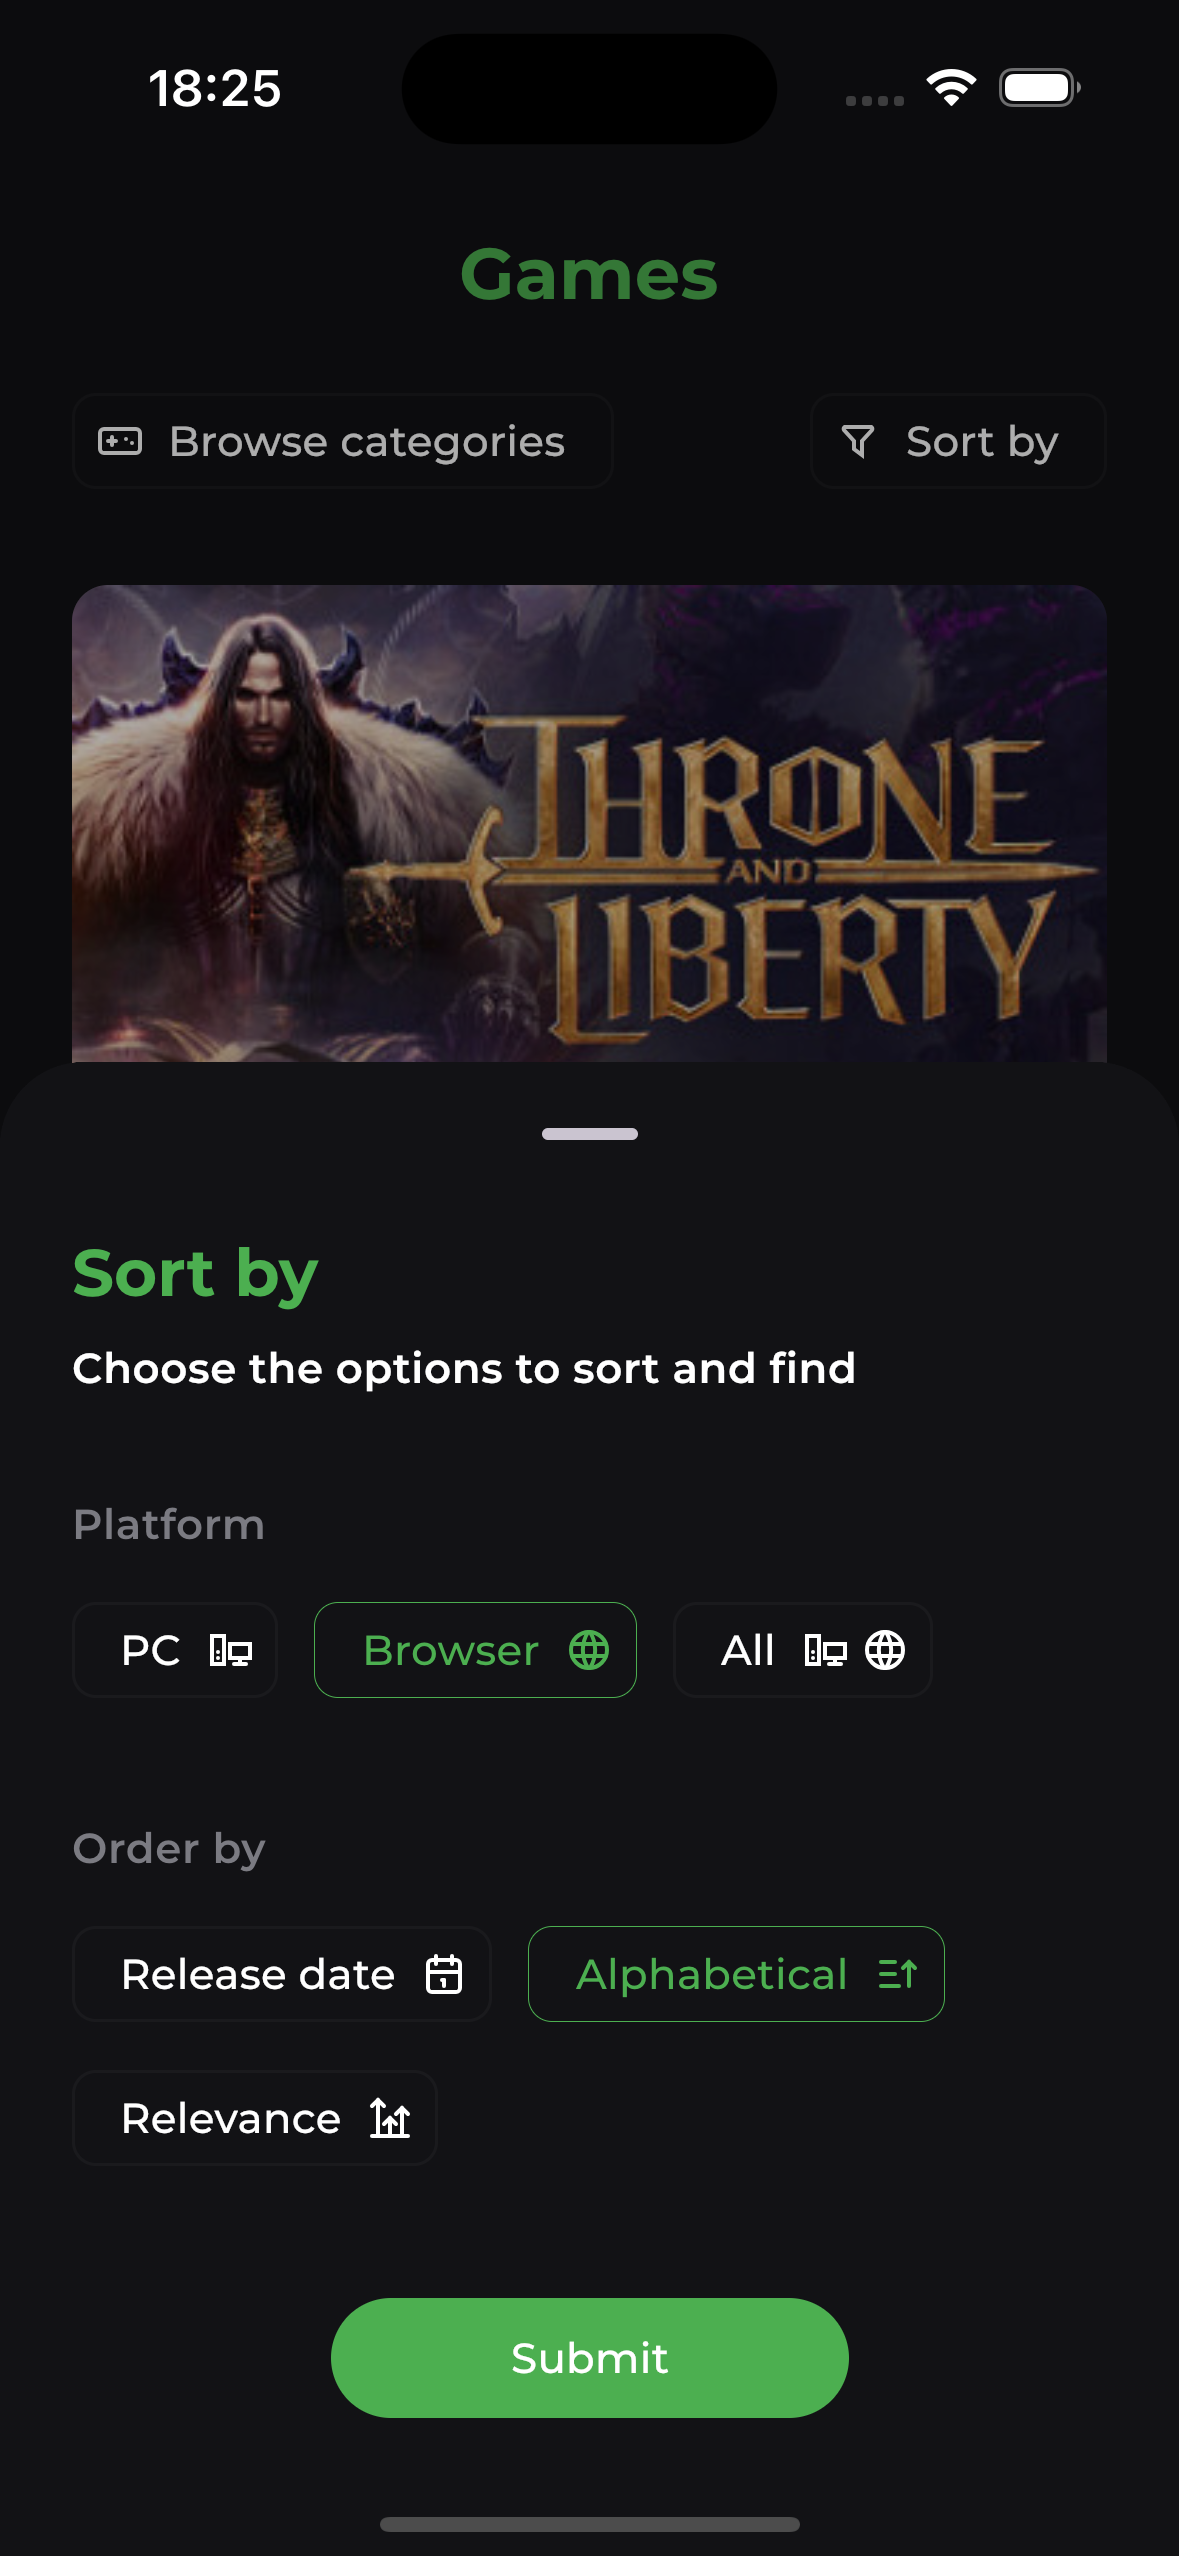 18:25
Games
Browse categories
Sort by
THRONE
AND
LIBERTY
Sort by
Choose the options to sort and find
Platform
PC
Browser
All
Order by
Release date
Alphabetical
Relevance
Submit